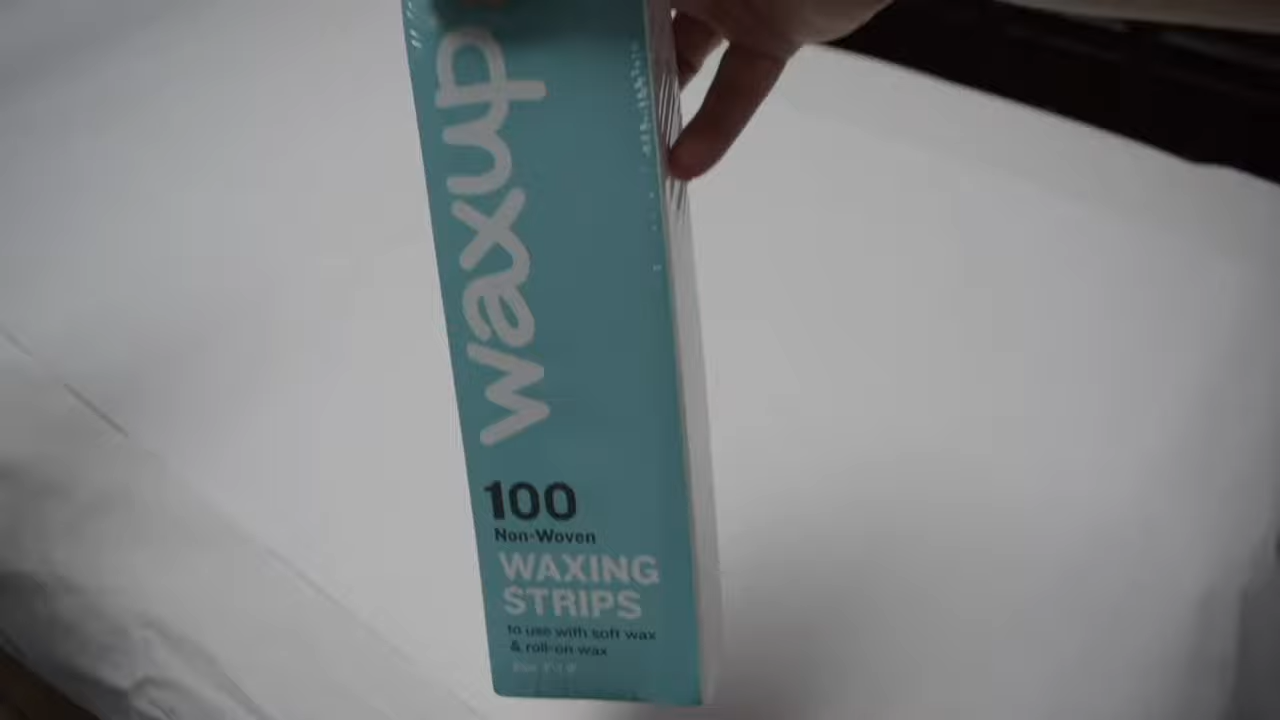 waxup
100
Non-Woven
WAXING
STRIPS
to use with soft wax
& roll-on wax